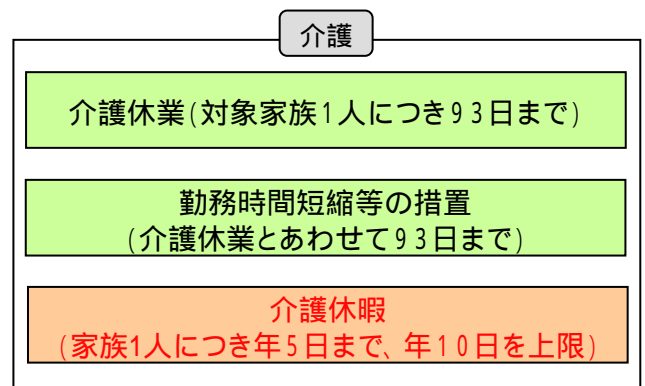 介護
介護休業(対象家族1人につき93日まで)
勤務時間短縮等の措置
(介護休業とあわせて93日まで)
介護休暇
(家族1人につき年5日まで、年10日を上限)